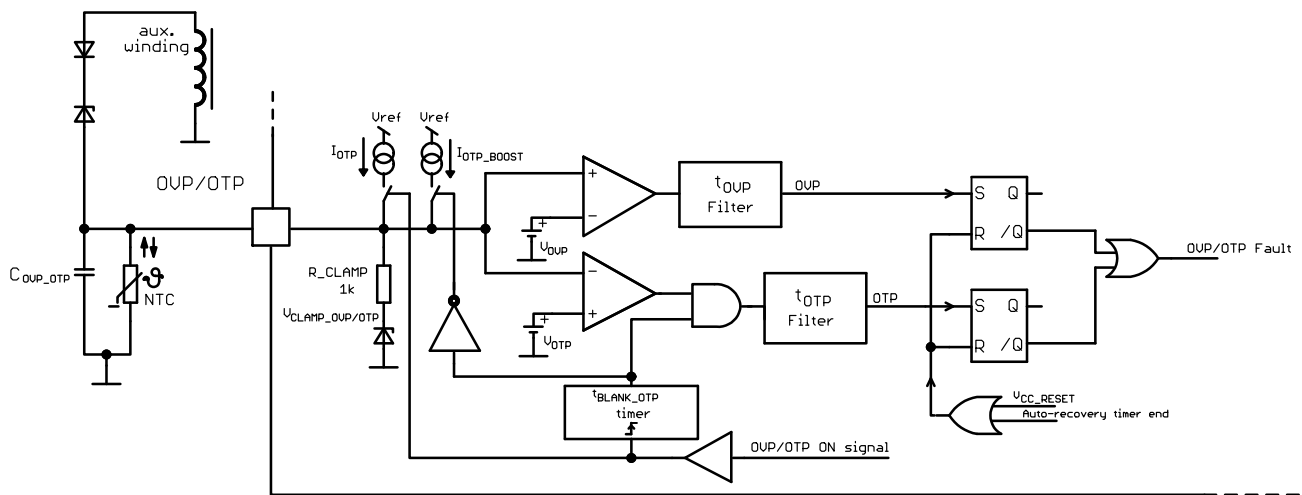 aux.
winding
OVP/OTP
Vref
Vref
I_OTP
I_OTP_BOOST
C_OVP_OTP
NTC
ϑ
R_CLAMP
1k
V_CLAMP_OVP/OTP
+
−
+
V_OVP
−
+
+
V_OTP
t_OVP
Filter
OVP
t_OTP
Filter
OTP
S Q
R /Q
S Q
R /Q
OVP/OTP Fault
t_BLANK_OTP
timer
OVP/OTP ON signal
V_CC_RESET
Auto-recovery timer end